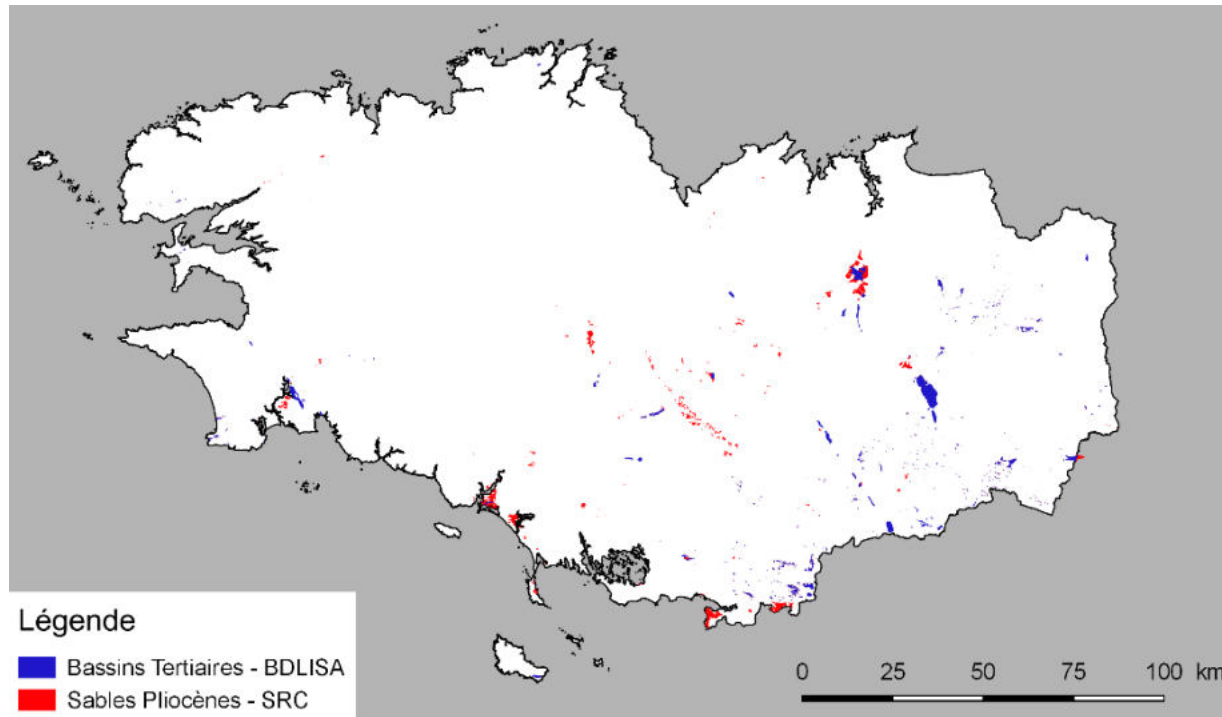 Légende
Bassins Tertiaires - BDLISA
Sables Pliocènes - SRC
0 25 50 75 100 km